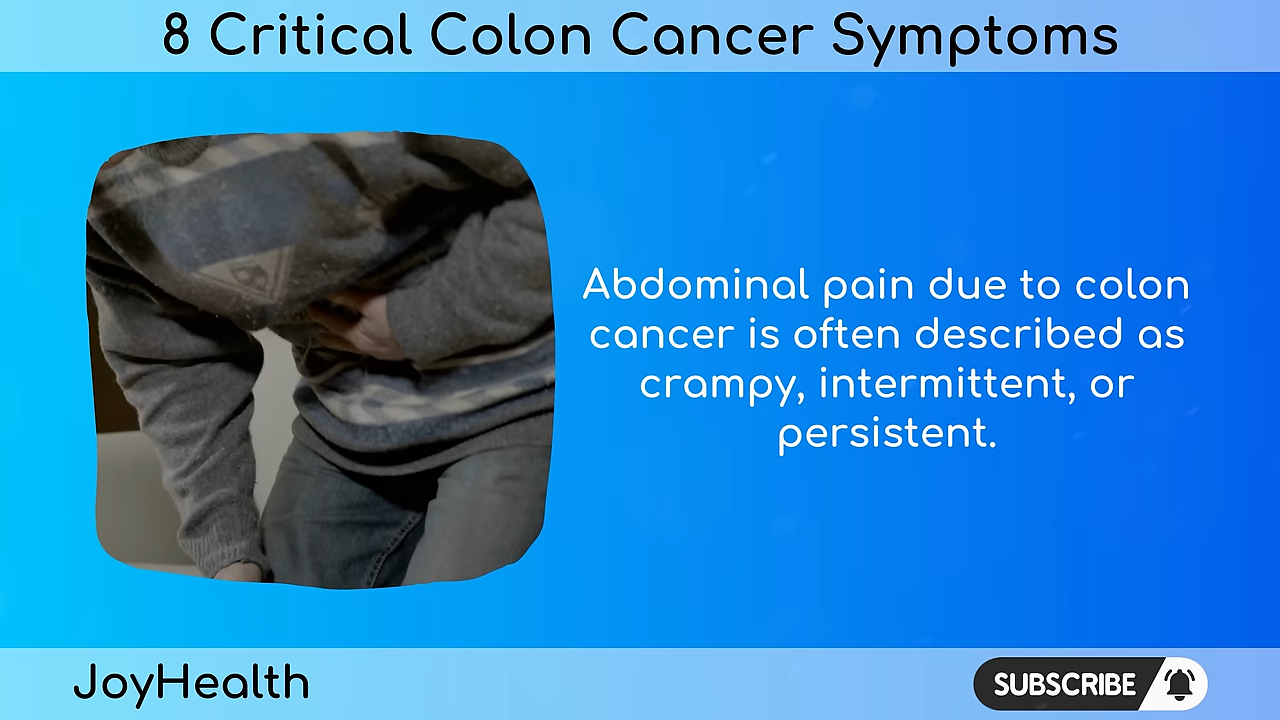 8 Critical Colon Cancer Symptoms
Abdominal pain due to colon
cancer is often described as
crampy, intermittent, or
persistent.
JoyHealth
SUBSCRIBE